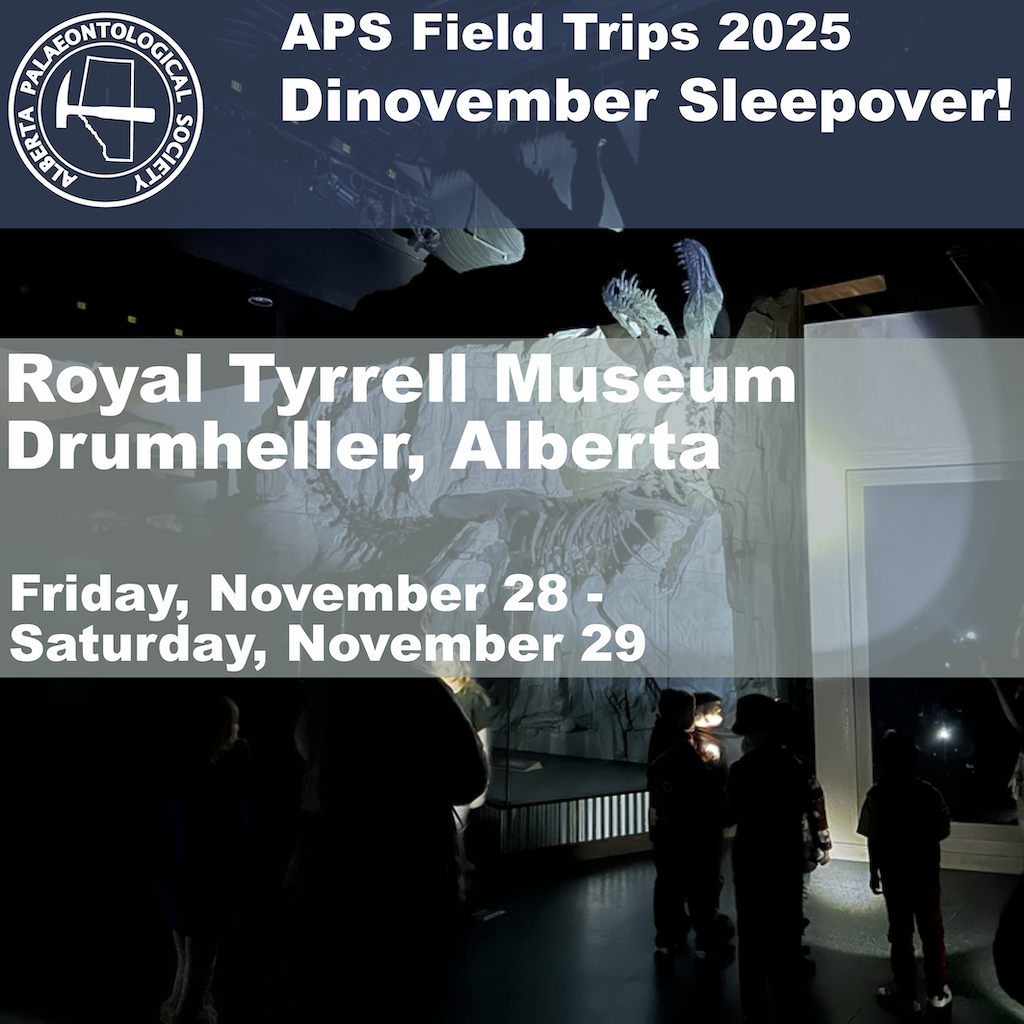 ALBERTA PALAEONTOLOGICAL SOCIETY
APS Field Trips 2025
Dinovember Sleepover!
Royal Tyrrell Museum
Drumheller, Alberta
Friday, November 28 -
Saturday, November 29